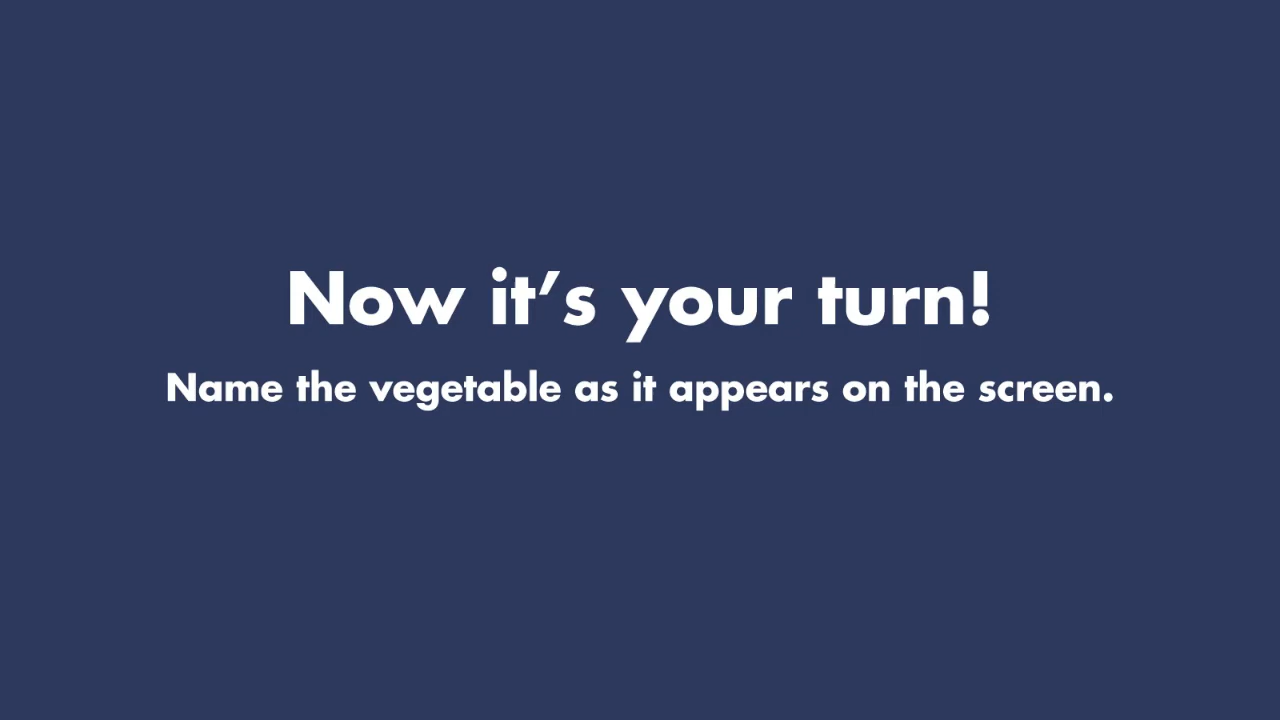 Now it’s your turn!
Name the vegetable as it appears on the screen.